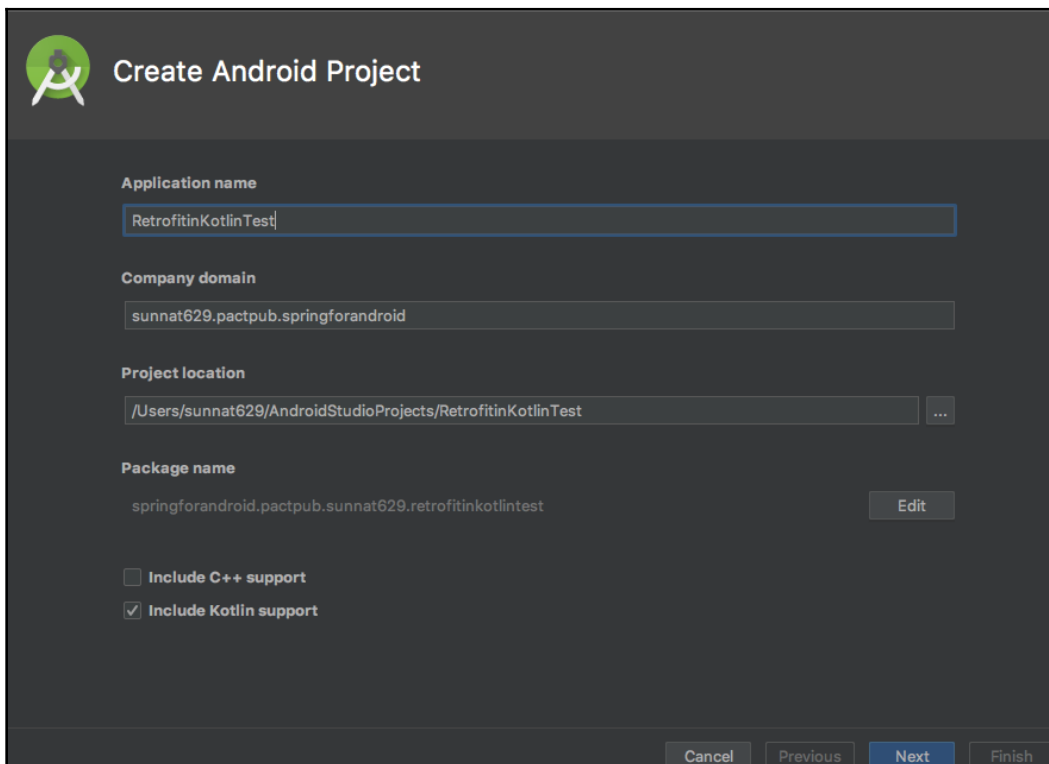 Create Android Project
Application name
RetrofitinKotlinTest
Company domain
sunnat629.pactpub.springforandroid
Project location
/Users/sunnat629/AndroidStudioProjects/RetrofitinKotlinTest
...
Package name
springforandroid.pactpub.sunnat629.retrofitinkotlintest
Edit
Include C++ support
Include Kotlin support
Cancel Previous Next Finish